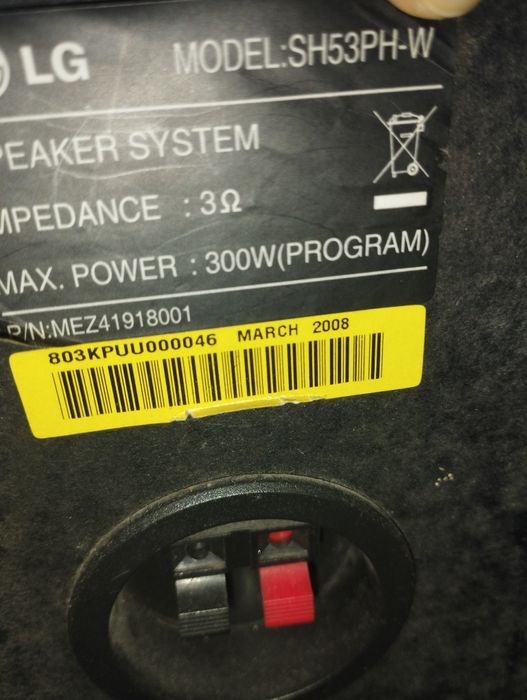 LG MODEL:SH53PH-W
PEAKER SYSTEM
MPEDANCE : 3Ω
MAX. POWER : 300W(PROGRAM)
P/N:MEZ41918001
803KPUU000046 MARCH 2008